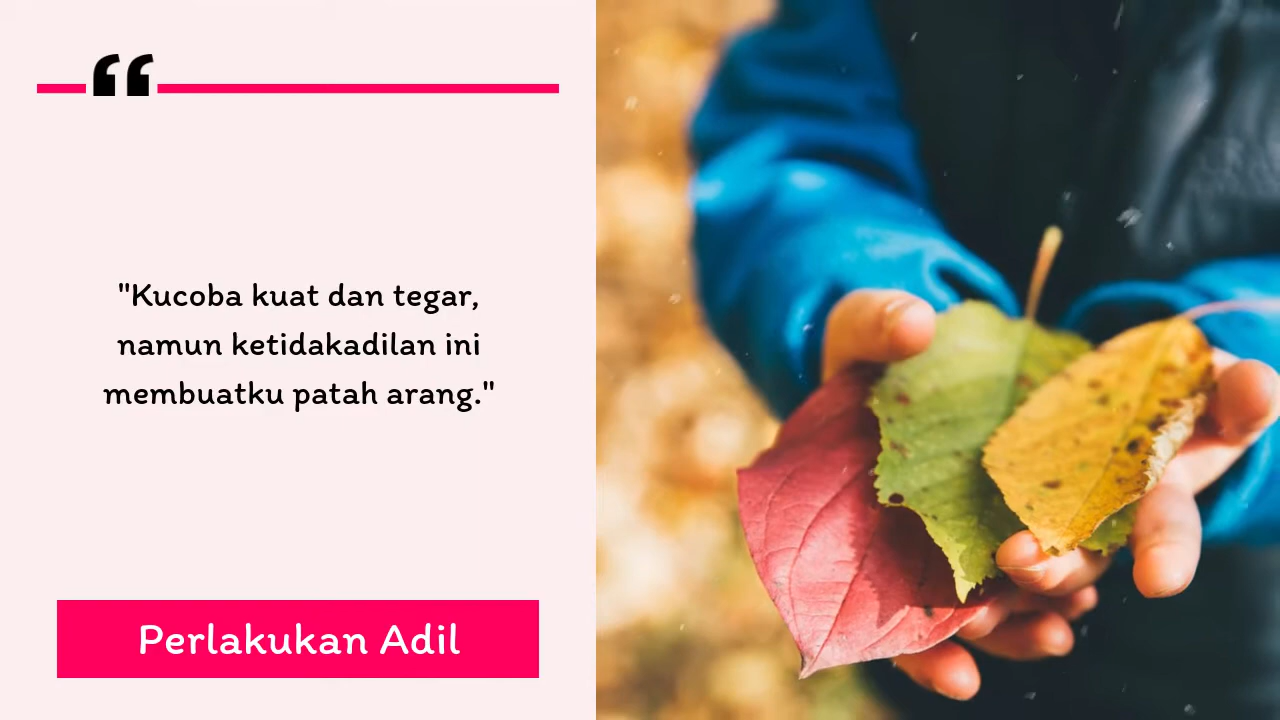 "Kucoba kuat dan tegar,
namun ketidakadilan ini
membuatku patah arang."
Perlakukan Adil